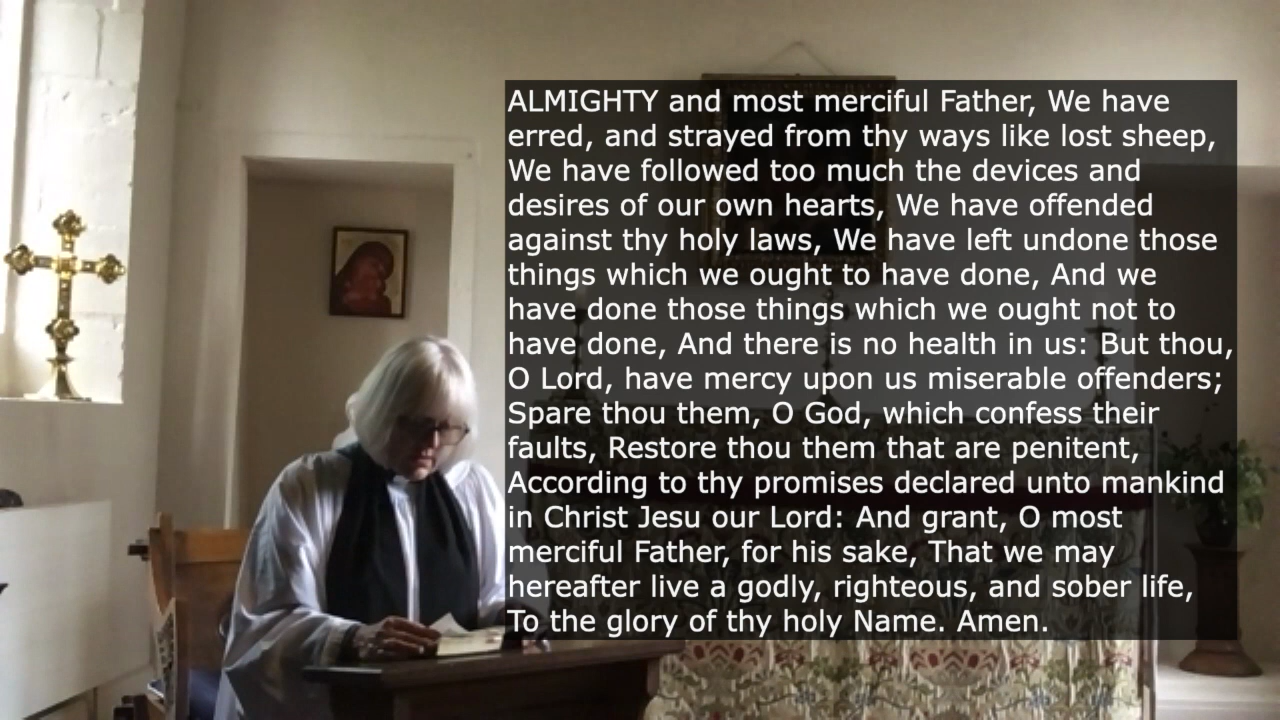 ALMIGHTY and most merciful Father, We have
erred, and strayed from thy ways like lost sheep,
We have followed too much the devices and
desires of our own hearts, We have offended
against thy holy laws, We have left undone those
things which we ought to have done, And we
have done those things which we ought not to
have done, And there is no health in us: But thou,
O Lord, have mercy upon us miserable offenders;
Spare thou them, O God, which confess their
faults, Restore thou them that are penitent,
According to thy promises declared unto mankind
in Christ Jesu our Lord: And grant, O most
merciful Father, for his sake, That we may
hereafter live a godly, righteous, and sober life,
To the glory of thy holy Name. Amen.